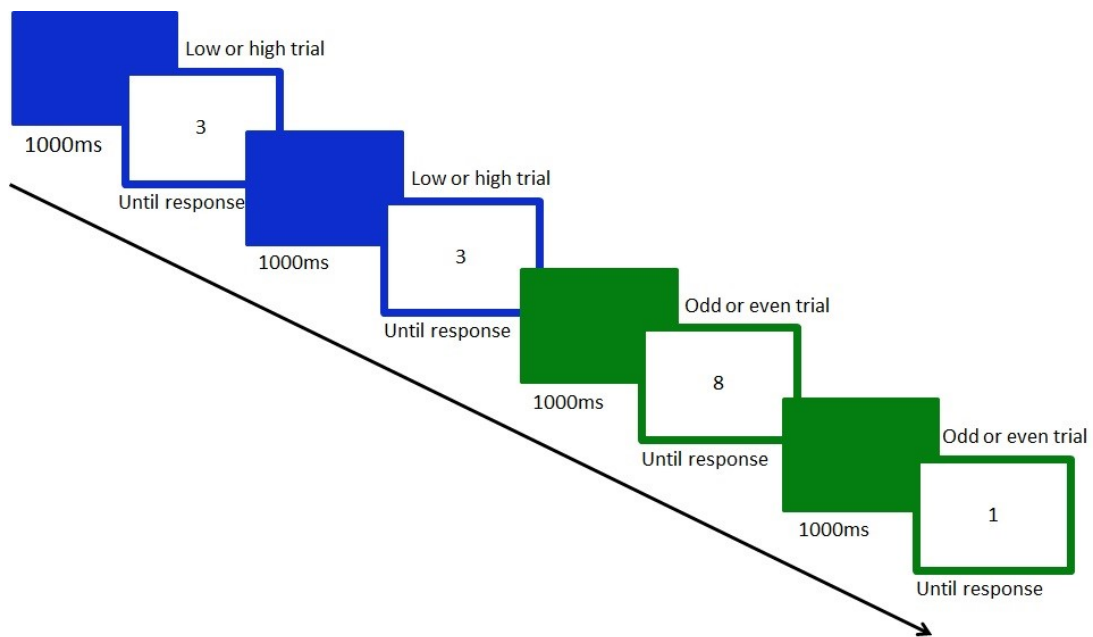 Low or high trial
3
1000ms
Until response
Low or high trial
3
1000ms
Until response
Odd or even trial
8
1000ms
Until response
Odd or even trial
1
1000ms
Until response